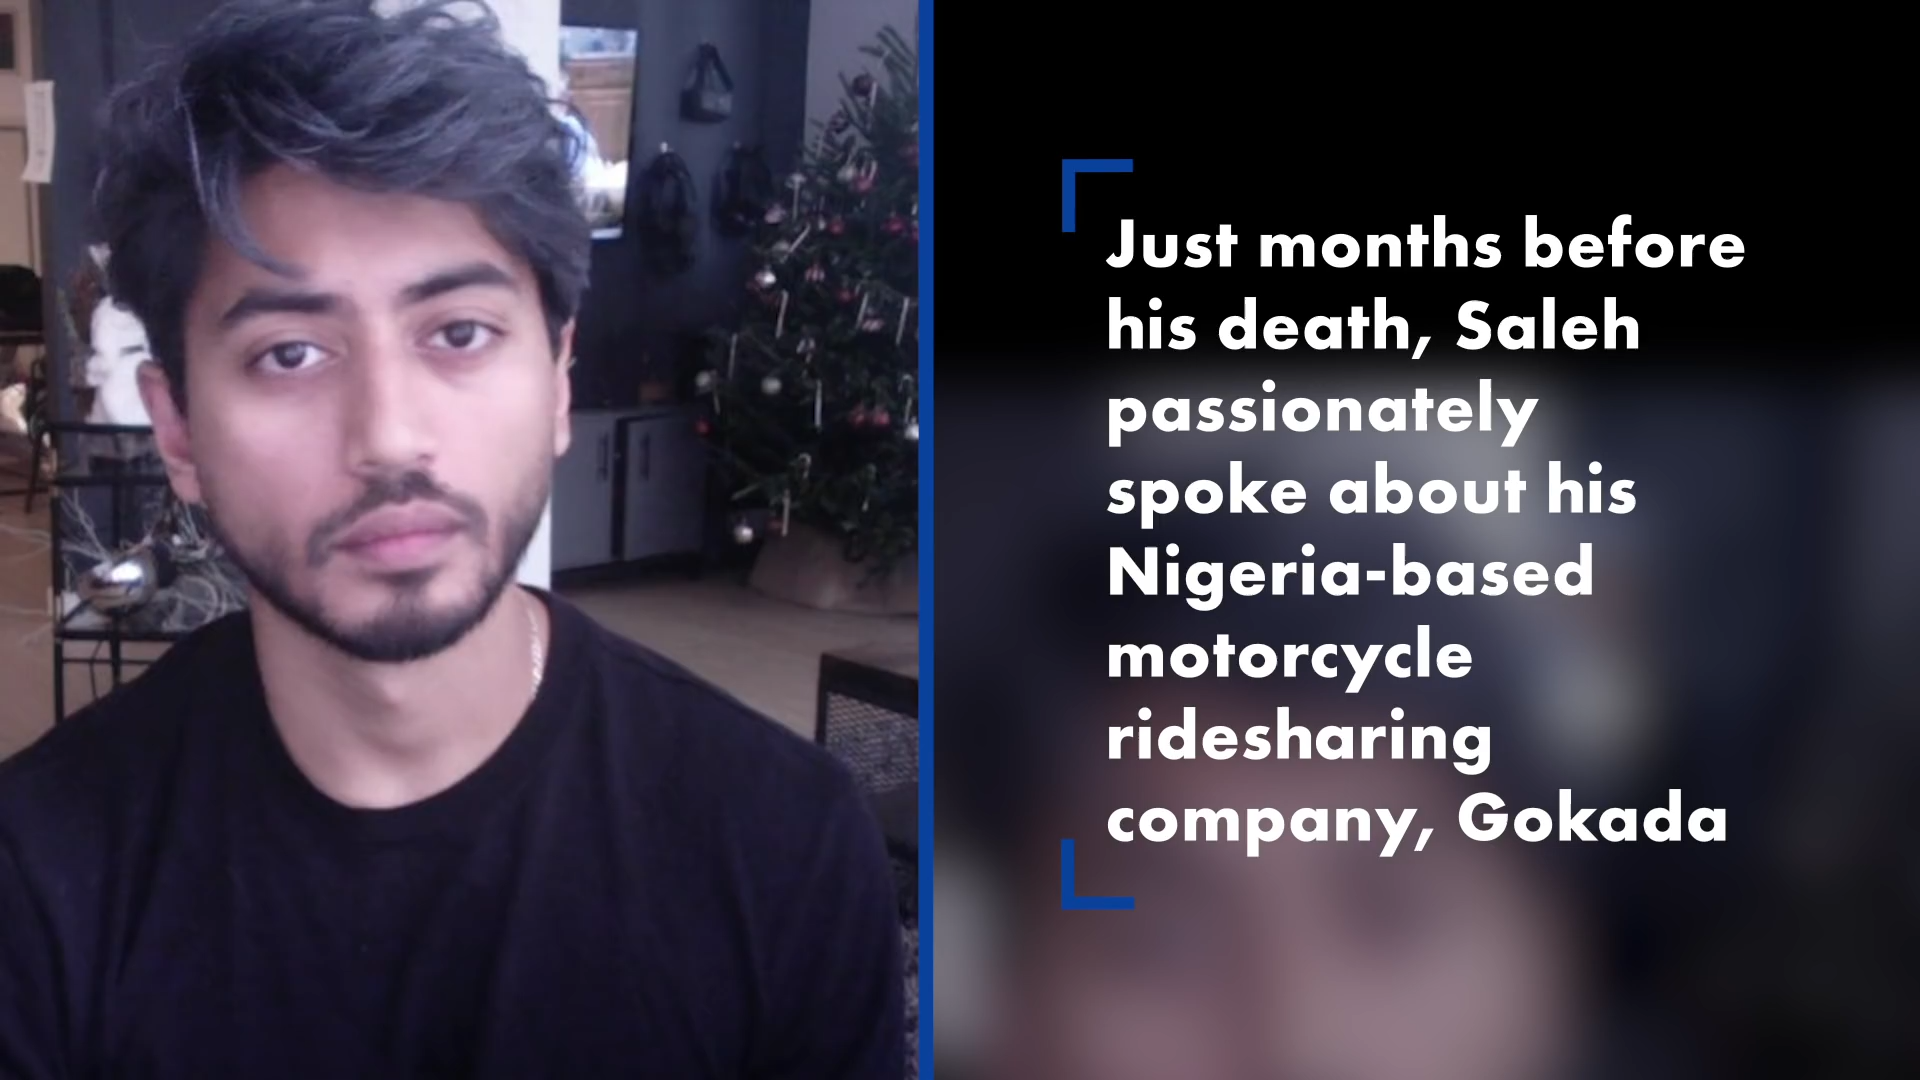 Just months before
his death, Saleh
passionately
spoke about his
Nigeria-based
motorcycle
ridesharing
company, Gokada